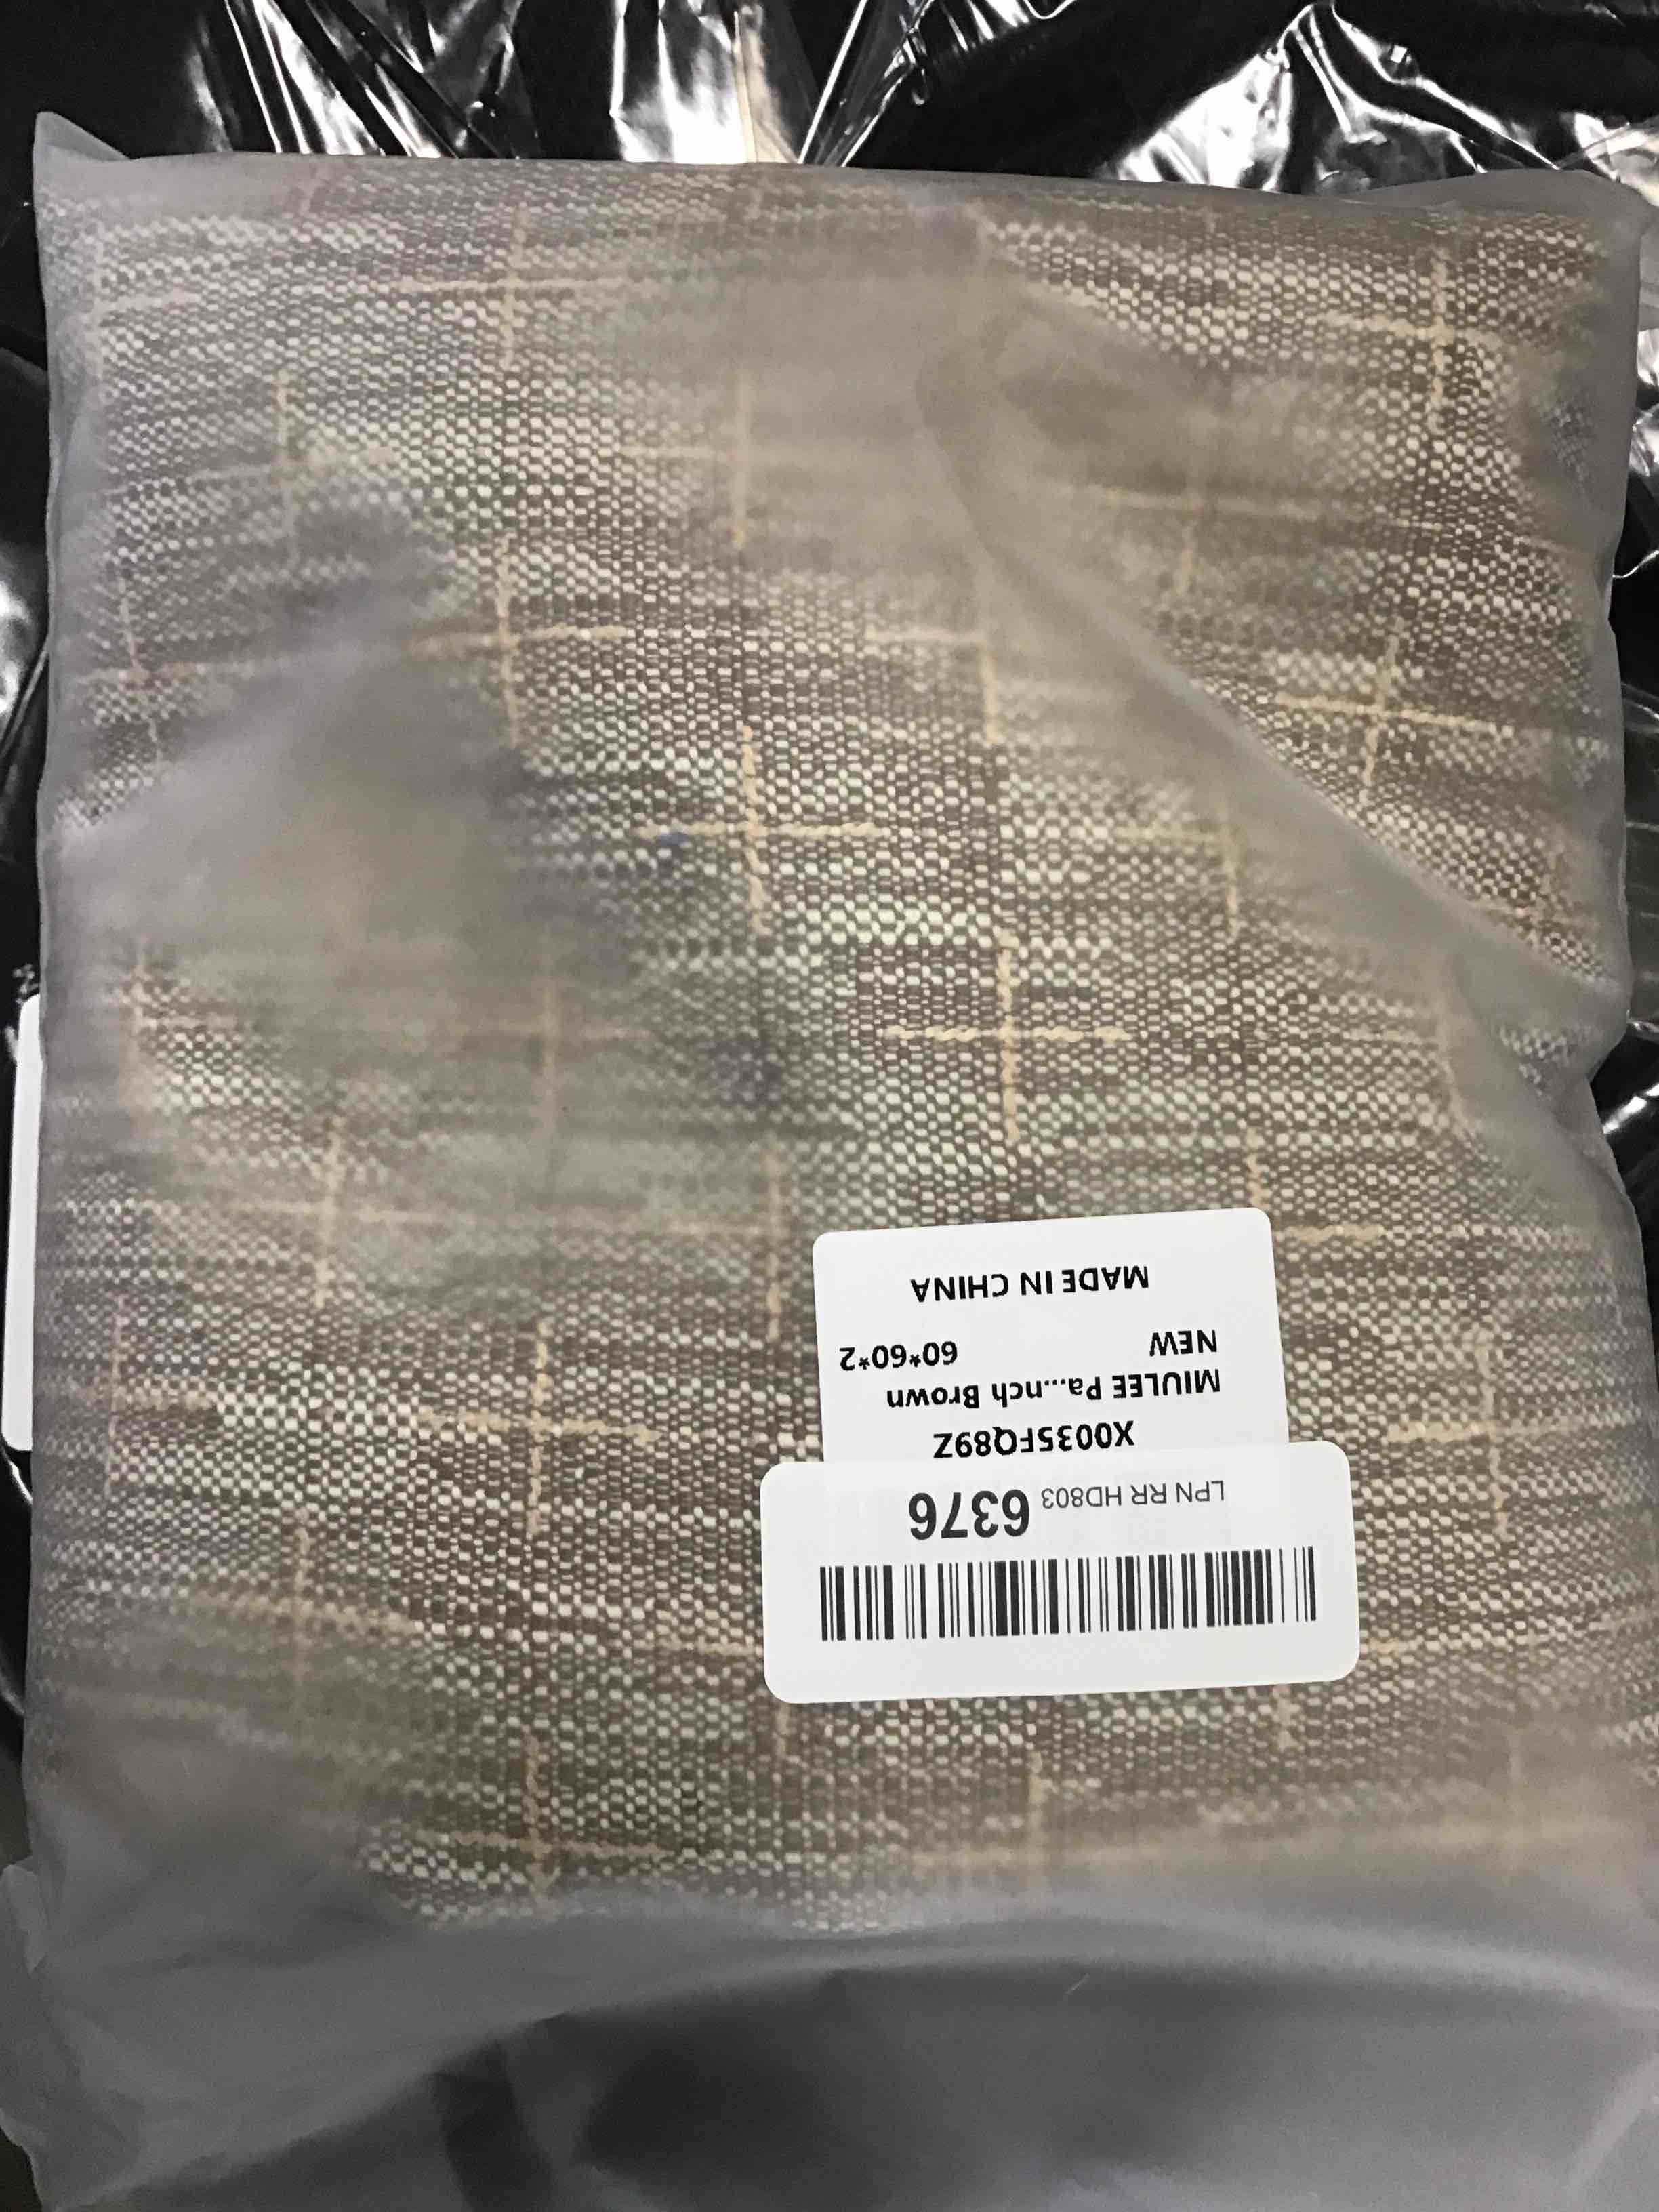 LPN RR HD803 6376
X0035FQ89Z
MIULEE Pa...nch Brown
NEW 60*60*2
MADE IN CHINA